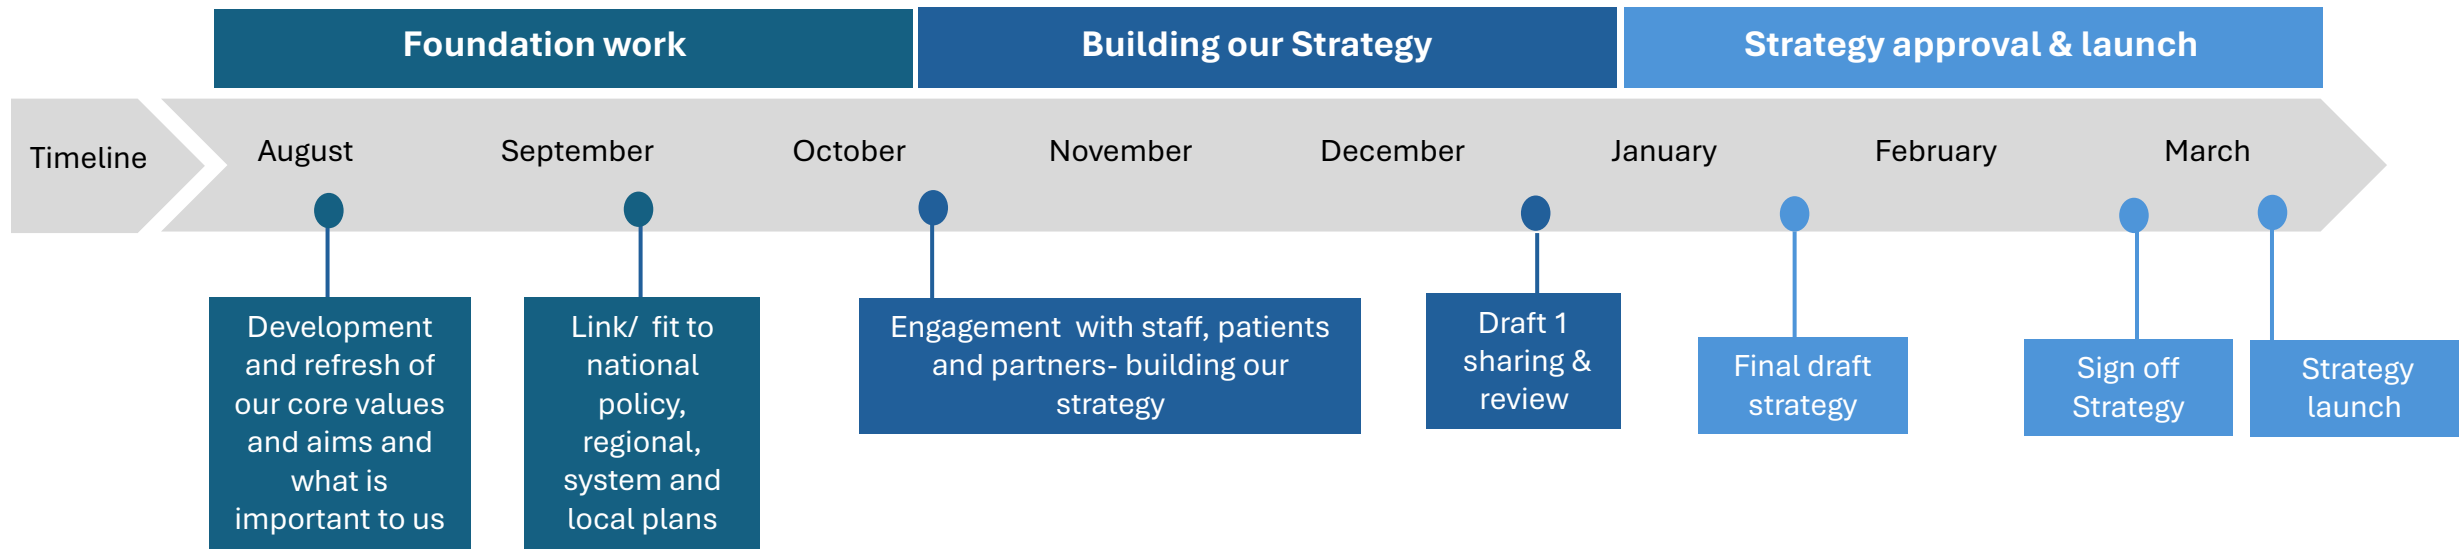 Foundation work
Building our Strategy
Strategy approval & launch
Timeline
August
September
October
November
December
January
February
March
Development
and refresh of
our core values
and aims and
what is
important to us
Link/  fit to
national
policy,
regional,
system and
local plans
Engagement  with staff, patients
and partners- building our
strategy
Draft 1
sharing &
review
Final draft
strategy
Sign off
Strategy
Strategy
launch